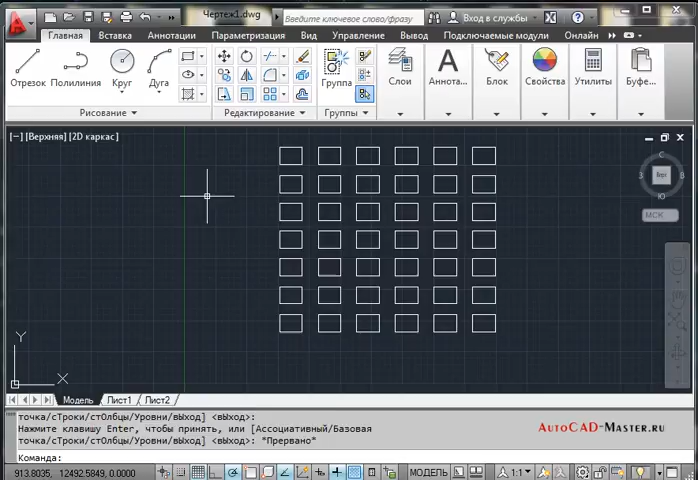 Чертеж1.dwg
Введите ключевое слово/фразу
Вход в службы
Главная
Вставка
Аннотации
Параметризация
Вид
Управление
Вывод
Подключаемые модули
Онлайн
Отрезок
Полилиния
Круг
Дуга
Группа
Слои
Аннота...
Блок
Свойства
Утилиты
Буфе...
Рисование
Редактирование
Группы
[−] [Верхняя] [2D каркас]
С
З
Верх
В
Ю
МСК
Y
X
Модель
Лист1
Лист2
точка/сТроки/стОлбцы/Уровни/выХод] <выХод>:
Нажмите клавишу Enter, чтобы принять, или [Ассоциативный/Базовая
точка/сТроки/стОлбцы/Уровни/выХод] <выХод>: *Прервано*
AutoCAD-Master.ru
Команда:
913.8035, 12492.5849, 0.0000
МОДЕЛЬ
1:1